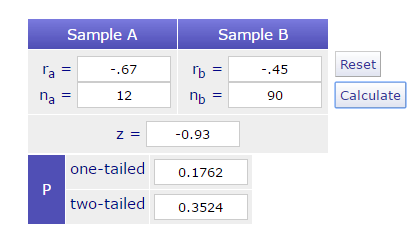 Sample A Sample B
ra = -.67 rb = -.45 Reset
na = 12 nb = 90 Calculate
z = -0.93
P
one-tailed 0.1762
two-tailed 0.3524